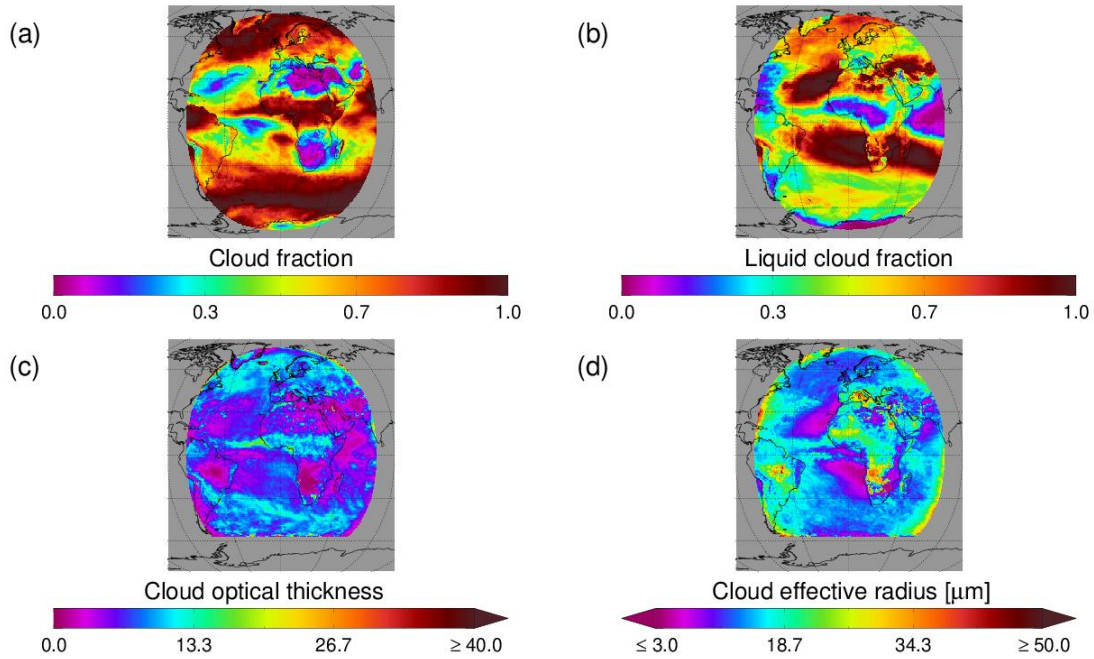 (a)
(b)
Cloud fraction
Liquid cloud fraction
0.0 0.3 0.7 1.0
0.0 0.3 0.7 1.0
(c)
(d)
Cloud optical thickness
Cloud effective radius [µm]
0.0 13.3 26.7 ≥ 40.0
≤ 3.0 18.7 34.3 ≥ 50.0